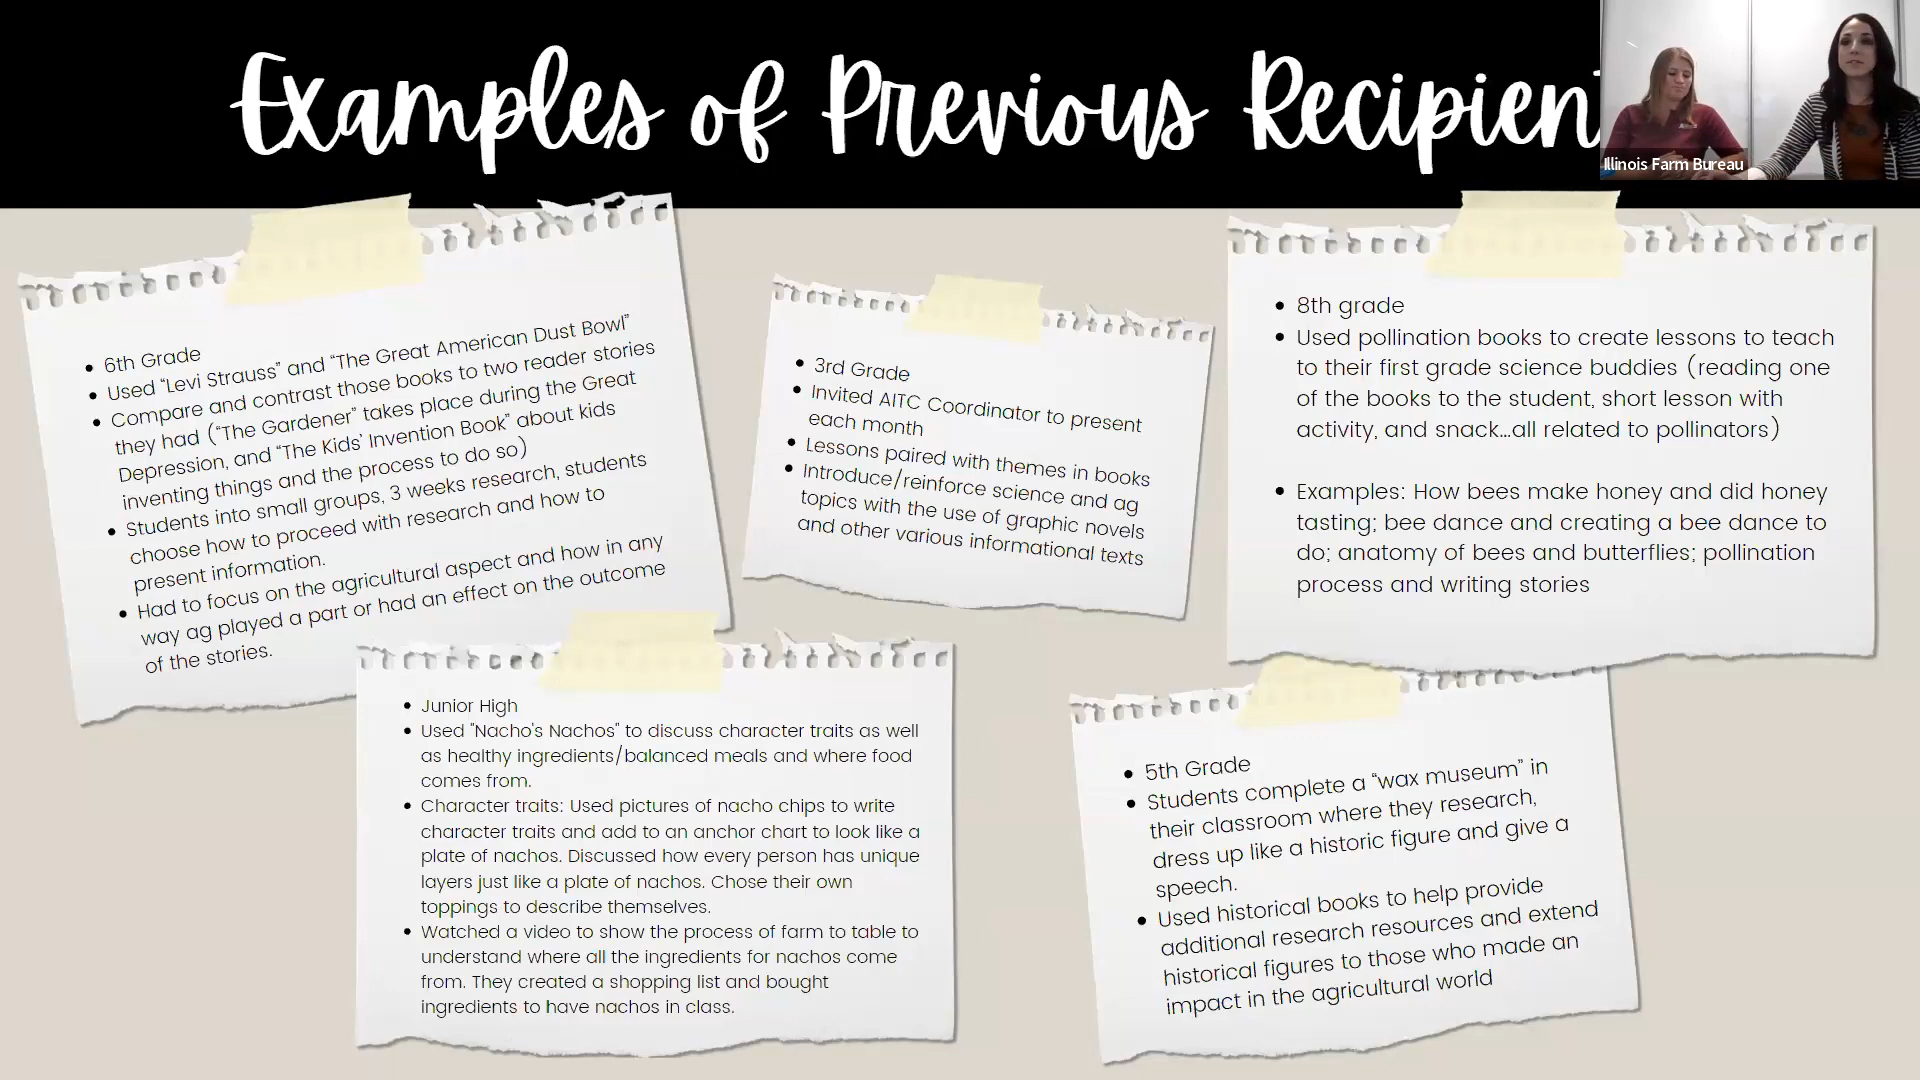 Examples of Previous Recipien
Illinois Farm Bureau
• 6th Grade
• Used “Levi Strauss” and “The Great American Dust Bowl”
• Compare and contrast those books to two reader stories
they had (“The Gardener” takes place during the Great
Depression, and “The Kids’ Invention Book” about kids
inventing things and the process to do so)
• Students into small groups, 3 weeks research, students
choose how to proceed with research and how to
present information.
• Had to focus on the agricultural aspect and how in any
way ag played a part or had an effect on the outcome
of the stories.
• 3rd Grade
• Invited AITC Coordinator to present
each month
• Lessons paired with themes in books
• Introduce/reinforce science and ag
topics with the use of graphic novels
and other various informational texts
• 8th grade
• Used pollination books to create lessons to teach
to their first grade science buddies (reading one
of the books to the student, short lesson with
activity, and snack...all related to pollinators)
• Examples: How bees make honey and did honey
tasting; bee dance and creating a bee dance to
do; anatomy of bees and butterflies; pollination
process and writing stories
• Junior High
• Used "Nacho's Nachos" to discuss character traits as well
as healthy ingredients/balanced meals and where food
comes from.
• Character traits: Used pictures of nacho chips to write
character traits and add to an anchor chart to look like a
plate of nachos. Discussed how every person has unique
layers just like a plate of nachos. Chose their own
toppings to describe themselves.
• Watched a video to show the process of farm to table to
understand where all the ingredients for nachos come
from. They created a shopping list and bought
ingredients to have nachos in class.
• 5th Grade
• Students complete a “wax museum” in
their classroom where they research,
dress up like a historic figure and give a
speech.
• Used historical books to help provide
additional research resources and extend
historical figures to those who made an
impact in the agricultural world